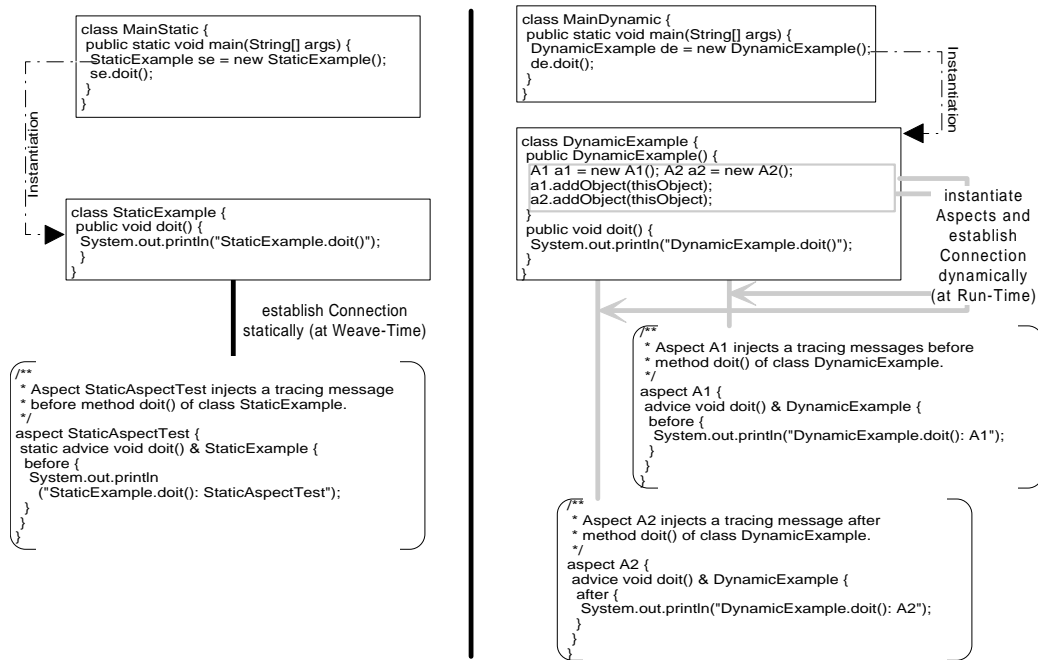 class MainStatic {
public static void main(String[] args) {
StaticExample se = new StaticExample();
se.doit();
}
}
Instantiation
class StaticExample {
public void doit() {
System.out.println("StaticExample.doit()");
}
}
establish Connection
statically (at Weave-Time)
/**
* Aspect StaticAspectTest injects a tracing message
* before method doit() of class StaticExample.
*/
aspect StaticAspectTest {
static advice void doit() & StaticExample {
before {
System.out.println
("StaticExample.doit(): StaticAspectTest");
}
}
}
class MainDynamic {
public static void main(String[] args) {
DynamicExample de = new DynamicExample();
de.doit();
}
}
Instantiation
class DynamicExample {
public DynamicExample() {
A1 a1 = new A1(); A2 a2 = new A2();
a1.addObject(thisObject);
a2.addObject(thisObject);
}
public void doit() {
System.out.println("DynamicExample.doit()");
}
}
instantiate
Aspects and
establish
Connection
dynamically
(at Run-Time)
/**
* Aspect A1 injects a tracing messages before
* method doit() of class DynamicExample.
*/
aspect A1 {
advice void doit() & DynamicExample {
before {
System.out.println("DynamicExample.doit(): A1");
}
}
}
/**
* Aspect A2 injects a tracing message after
* method doit() of class DynamicExample.
*/
aspect A2 {
advice void doit() & DynamicExample {
after {
System.out.println("DynamicExample.doit(): A2");
}
}
}